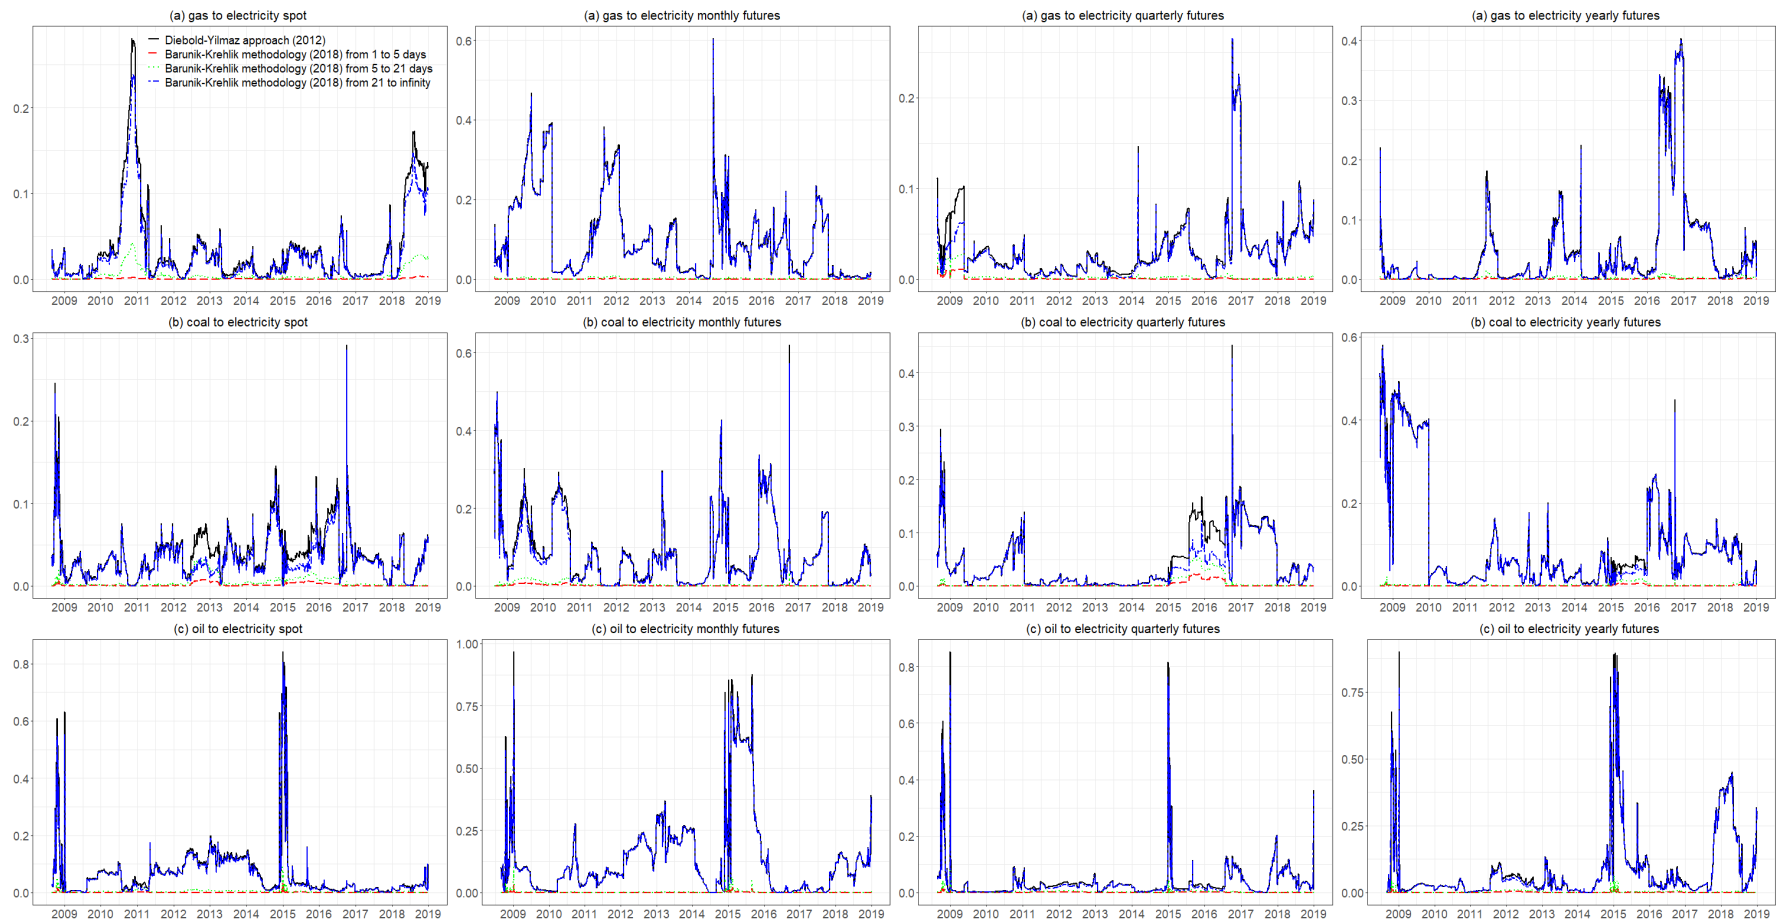 (a) gas to electricity spot
(a) gas to electricity monthly futures
(a) gas to electricity quarterly futures
(a) gas to electricity yearly futures
Diebold-Yilmaz approach (2012)
Barunik-Krehlik methodology (2018) from 1 to 5 days
Barunik-Krehlik methodology (2018) from 5 to 21 days
Barunik-Krehlik methodology (2018) from 21 to infinity
0.2
0.1
0.0
0.6
0.4
0.2
0.0
0.2
0.1
0.0
0.4
0.3
0.2
0.1
0.0
2009 2010 2011 2012 2013 2014 2015 2016 2017 2018 2019
2009 2010 2011 2012 2013 2014 2015 2016 2017 2018 2019
2009 2010 2011 2012 2013 2014 2015 2016 2017 2018 2019
2009 2010 2011 2012 2013 2014 2015 2016 2017 2018 2019
(b) coal to electricity spot
(b) coal to electricity monthly futures
(b) coal to electricity quarterly futures
(b) coal to electricity yearly futures
0.3
0.2
0.1
0.0
0.6
0.4
0.2
0.0
0.4
0.3
0.2
0.1
0.0
0.6
0.4
0.2
0.0
2009 2010 2011 2012 2013 2014 2015 2016 2017 2018 2019
2009 2010 2011 2012 2013 2014 2015 2016 2017 2018 2019
2009 2010 2011 2012 2013 2014 2015 2016 2017 2018 2019
2009 2010 2011 2012 2013 2014 2015 2016 2017 2018 2019
(c) oil to electricity spot
(c) oil to electricity monthly futures
(c) oil to electricity quarterly futures
(c) oil to electricity yearly futures
0.8
0.6
0.4
0.2
0.0
1.00
0.75
0.50
0.25
0.00
0.8
0.6
0.4
0.2
0.0
0.75
0.50
0.25
0.00
2009 2010 2011 2012 2013 2014 2015 2016 2017 2018 2019
2009 2010 2011 2012 2013 2014 2015 2016 2017 2018 2019
2009 2010 2011 2012 2013 2014 2015 2016 2017 2018 2019
2009 2010 2011 2012 2013 2014 2015 2016 2017 2018 2019